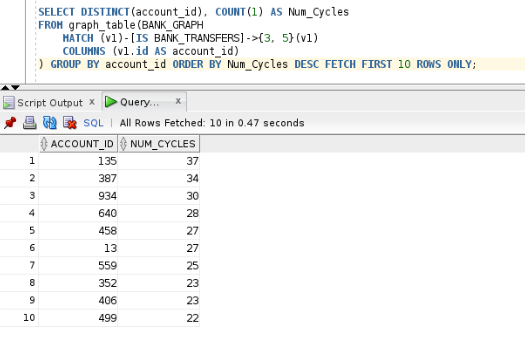 SELECT DISTINCT(account_id), COUNT(1) AS Num_Cycles
FROM graph_table(BANK_GRAPH
MATCH (v1)-[IS BANK_TRANSFERS]->{3, 5}(v1)
COLUMNS (v1.id AS account_id)
) GROUP BY account_id ORDER BY Num_Cycles DESC FETCH FIRST 10 ROWS ONLY;
Script Output x Query... x
SQL | All Rows Fetched: 10 in 0.47 seconds
ACCOUNT_ID NUM_CYCLES
1 135 37
2 387 34
3 934 30
4 640 28
5 458 27
6 13 27
7 559 25
8 352 23
9 406 23
10 499 22